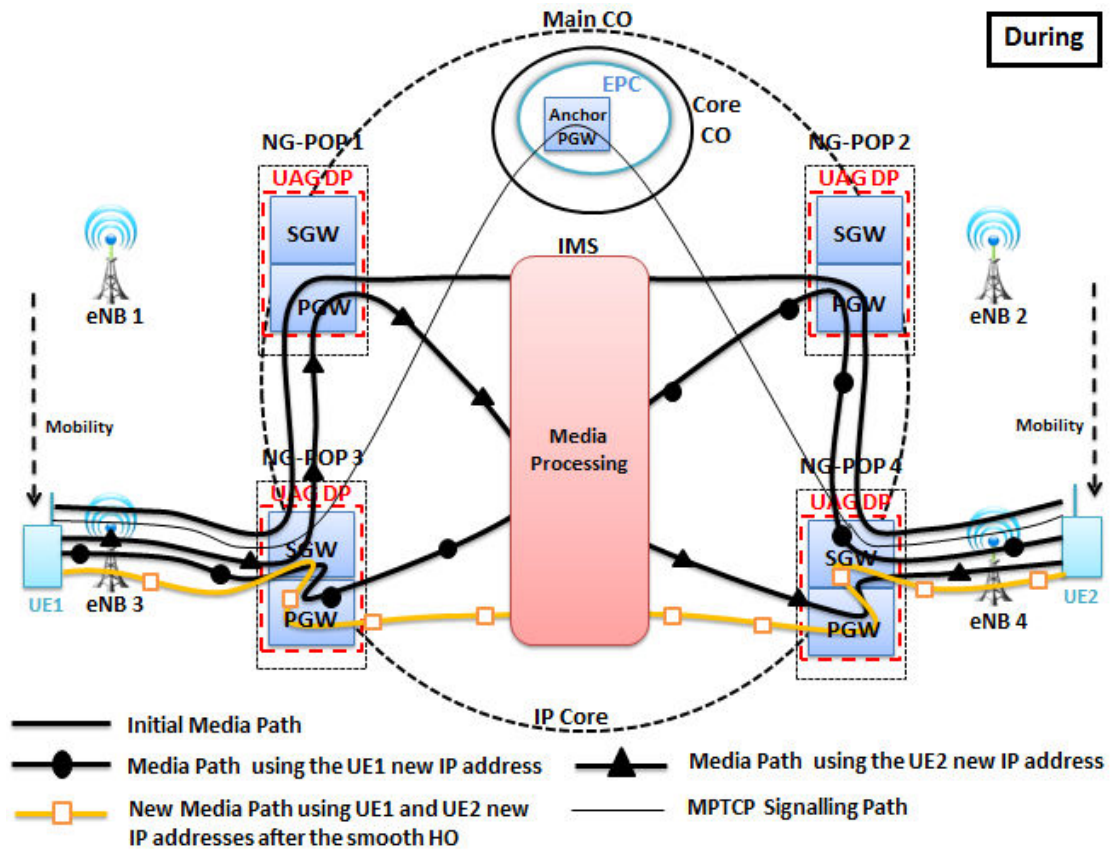 Main CO
During
EPC
Core
CO
Anchor
PGW
NG-POP 1
NG-POP 2
UAG DP
UAG DP
SGW
SGW
IMS
PGW
PGW
eNB 1
eNB 2
Mobility
Mobility
Media
Processing
NG-POP 3
NG-POP 4
UAG DP
UAG DP
SGW
SGW
UE1
eNB 3
PGW
PGW
eNB 4
UE2
IP Core
Initial Media Path
Media Path using the UE1 new IP address
Media Path using the UE2 new IP address
New Media Path using UE1 and UE2 new
IP addresses after the smooth HO
MPTCP Signalling Path